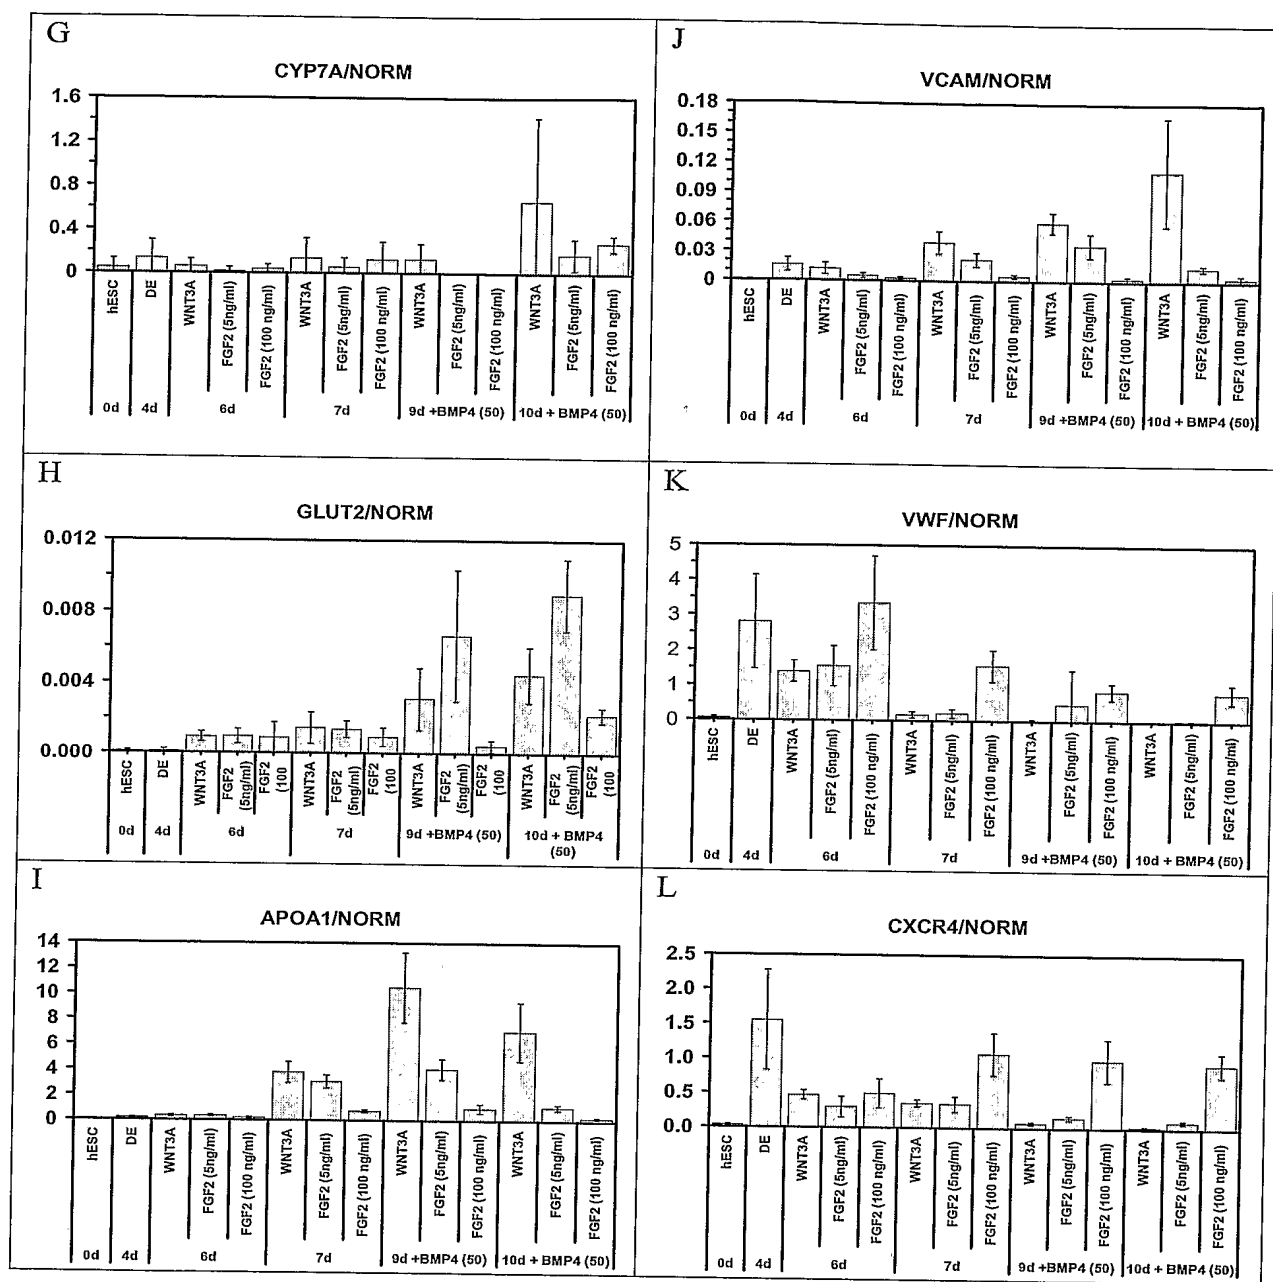 G
CYP7A/NORM
1.6
1.2
0.8
0.4
0
hESC
DE
WNT3A
FGF2 (5ng/ml)
FGF2 (100 ng/ml)
WNT3A
FGF2 (5ng/ml)
FGF2 (100 ng/ml)
WNT3A
FGF2 (5ng/ml)
FGF2 (100 ng/ml)
WNT3A
FGF2 (5ng/ml)
FGF2 (100 ng/ml)
0d 4d 6d 7d 9d +BMP4 (50) 10d + BMP4 (50)
J
VCAM/NORM
0.18
0.15
0.12
0.09
0.06
0.03
0
hESC
DE
WNT3A
FGF2 (5ng/ml)
FGF2 (100 ng/ml)
WNT3A
FGF2 (5ng/ml)
FGF2 (100 ng/ml)
WNT3A
FGF2 (5ng/ml)
FGF2 (100 ng/ml)
WNT3A
FGF2 (5ng/ml)
FGF2 (100 ng/ml)
0d 4d 6d 7d 9d +BMP4 (50) 10d + BMP4 (50)
H
GLUT2/NORM
0.012
0.008
0.004
0.000
hESC
DE
WNT3A
FGF2
(5ng/ml)
FGF2
(100
WNT3A
FGF2
(5ng/ml)
FGF2
(100
WNT3A
FGF2
(5ng/ml)
FGF2
(100
WNT3A
FGF2
(5ng/ml)
FGF2
(100
0d 4d 6d 7d 9d +BMP4 (50) 10d + BMP4
(50)
K
VWF/NORM
5
4
3
2
1
0
hESC
DE
WNT3A
FGF2 (5ng/ml)
FGF2 (100 ng/ml)
WNT3A
FGF2 (5ng/ml)
FGF2 (100 ng/ml)
WNT3A
FGF2 (5ng/ml)
FGF2 (100 ng/ml)
WNT3A
FGF2 (5ng/ml)
FGF2 (100 ng/ml)
0d 4d 6d 7d 9d +BMP4 (50) 10d + BMP4 (50)
I
APOA1/NORM
14
12
10
8
6
4
2
0
hESC
DE
WNT3A
FGF2 (5ng/ml)
FGF2 (100 ng/ml)
WNT3A
FGF2 (5ng/ml)
FGF2 (100 ng/ml)
WNT3A
FGF2 (5ng/ml)
FGF2 (100 ng/ml)
WNT3A
FGF2 (5ng/ml)
FGF2 (100 ng/ml)
0d 4d 6d 7d 9d +BMP4 (50) 10d + BMP4 (50)
L
CXCR4/NORM
2.5
2.0
1.5
1.0
0.5
0.0
hESC
DE
WNT3A
FGF2 (5ng/ml)
FGF2 (100 ng/ml)
WNT3A
FGF2 (5ng/ml)
FGF2 (100 ng/ml)
WNT3A
FGF2 (5ng/ml)
FGF2 (100 ng/ml)
WNT3A
FGF2 (5ng/ml)
FGF2 (100 ng/ml)
0d 4d 6d 7d 9d +BMP4 (50) 10d + BMP4 (50)